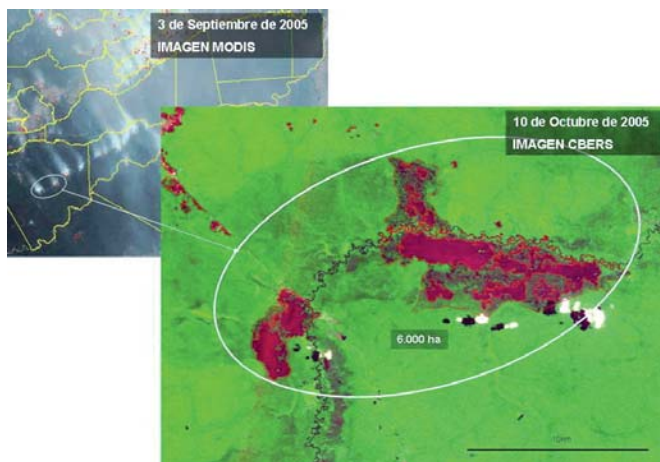 3 de Septiembre de 2005
IMAGEN MODIS
10 de Octubre de 2005
IMAGEN CBERS
6.000 ha